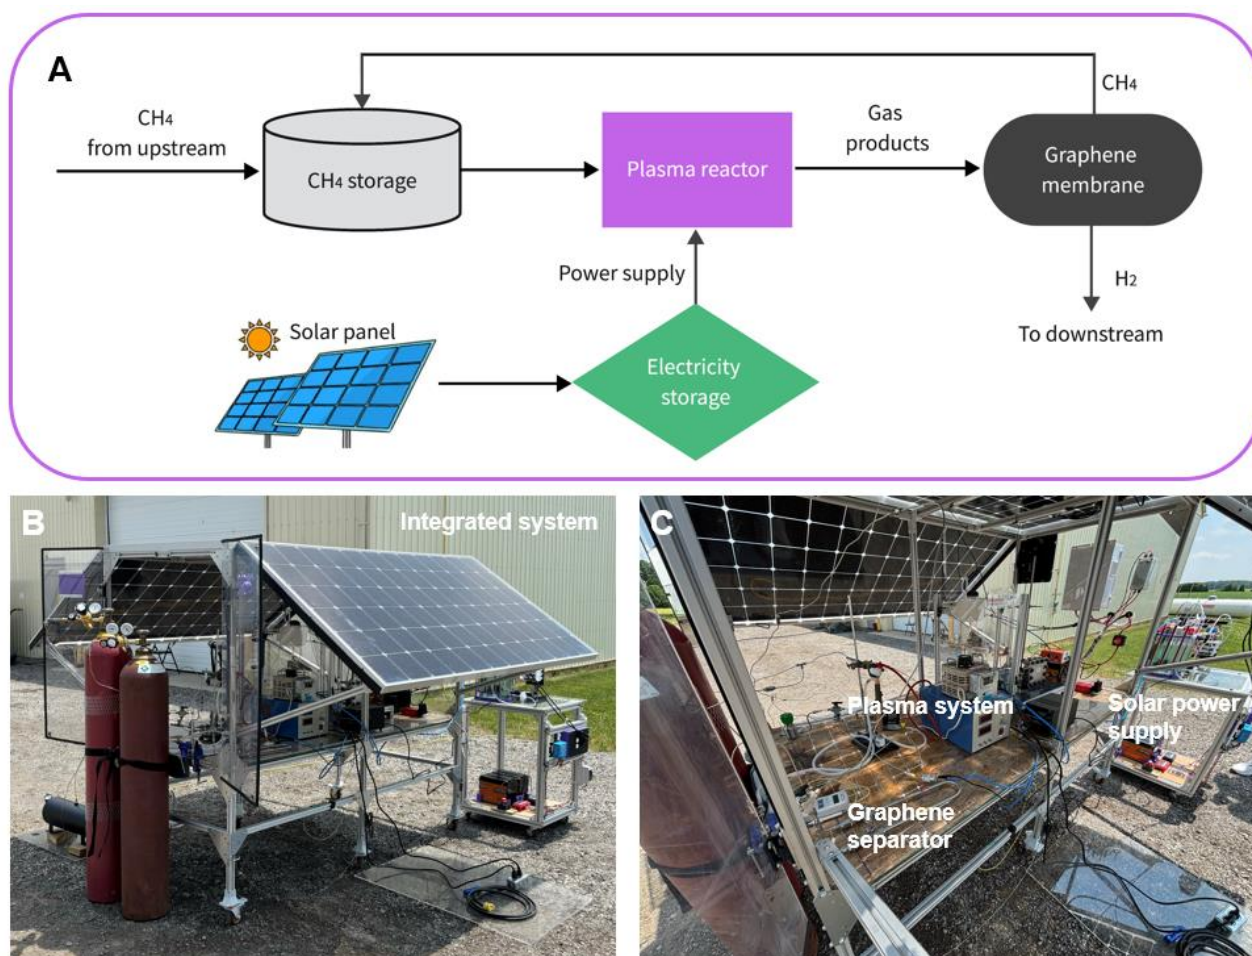 A
CH₄
from upstream
CH₄ storage
Plasma reactor
Gas
products
CH₄
Graphene
membrane
H₂
To downstream
Power supply
Solar panel
Electricity
storage
B
Integrated system
C
Plasma system
Solar power
supply
Graphene
separator